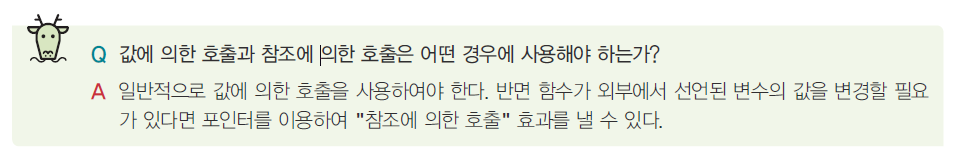 Q 값에 의한 호출과 참조에 의한 호출은 어떤 경우에 사용해야 하는가?
A 일반적으로 값에 의한 호출을 사용하여야 한다. 반면 함수가 외부에서 선언된 변수의 값을 변경할 필요
가 있다면 포인터를 이용하여 "참조에 의한 호출" 효과를 낼 수 있다.